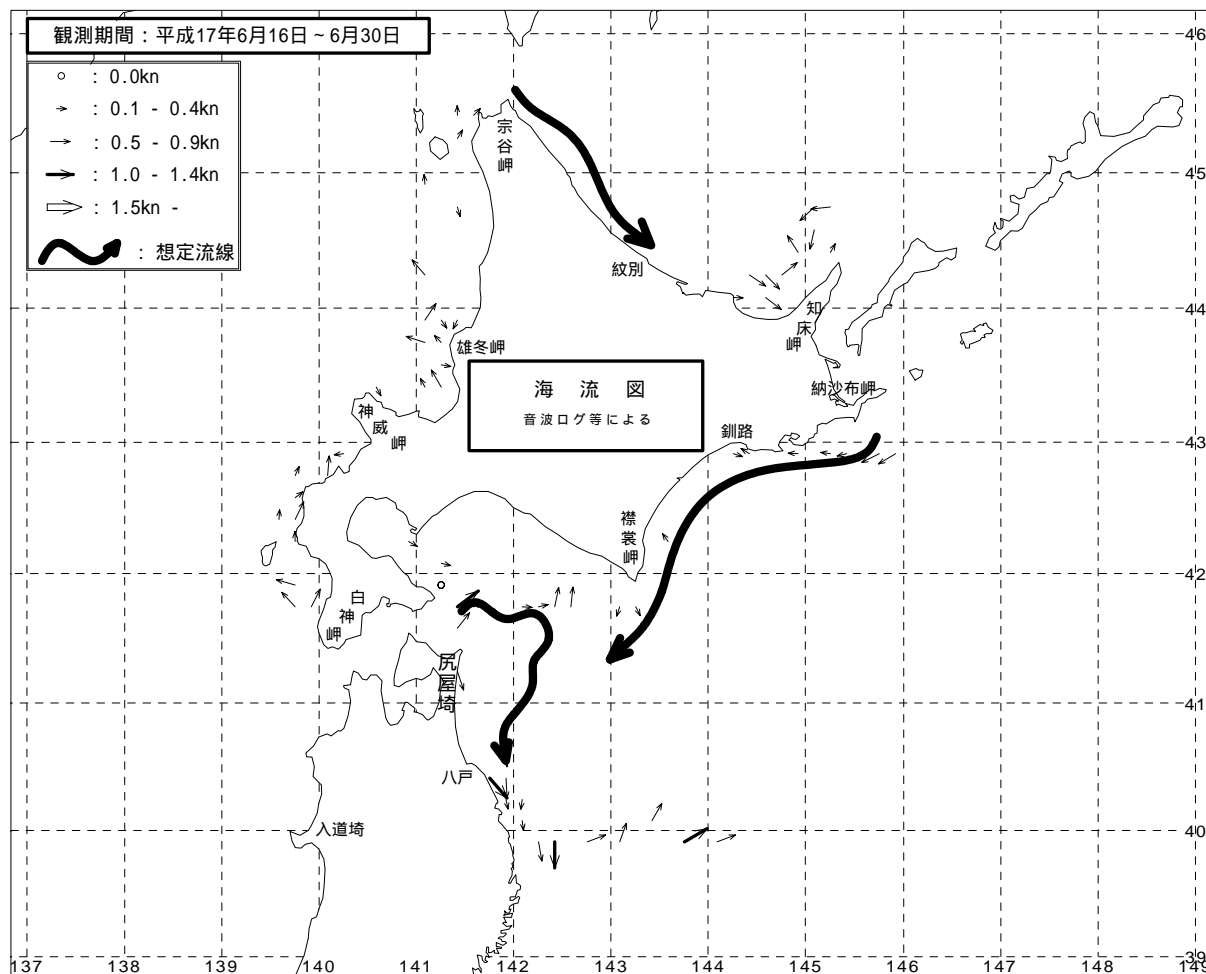 観測期間：平成17年6月16日～6月30日
：0.0kn
：0.1 - 0.4kn
：0.5 - 0.9kn
：1.0 - 1.4kn
：1.5kn -
：想定流線
海流図
音波ログ等による
宗谷岬
紋別
知床岬
納沙布岬
雄冬岬
神威岬
釧路
襟裳岬
白神岬
尻屋埼
八戸
入道埼
46
45
44
43
42
41
40
39
137 138 139 140 141 142 143 144 145 146 147 148 149